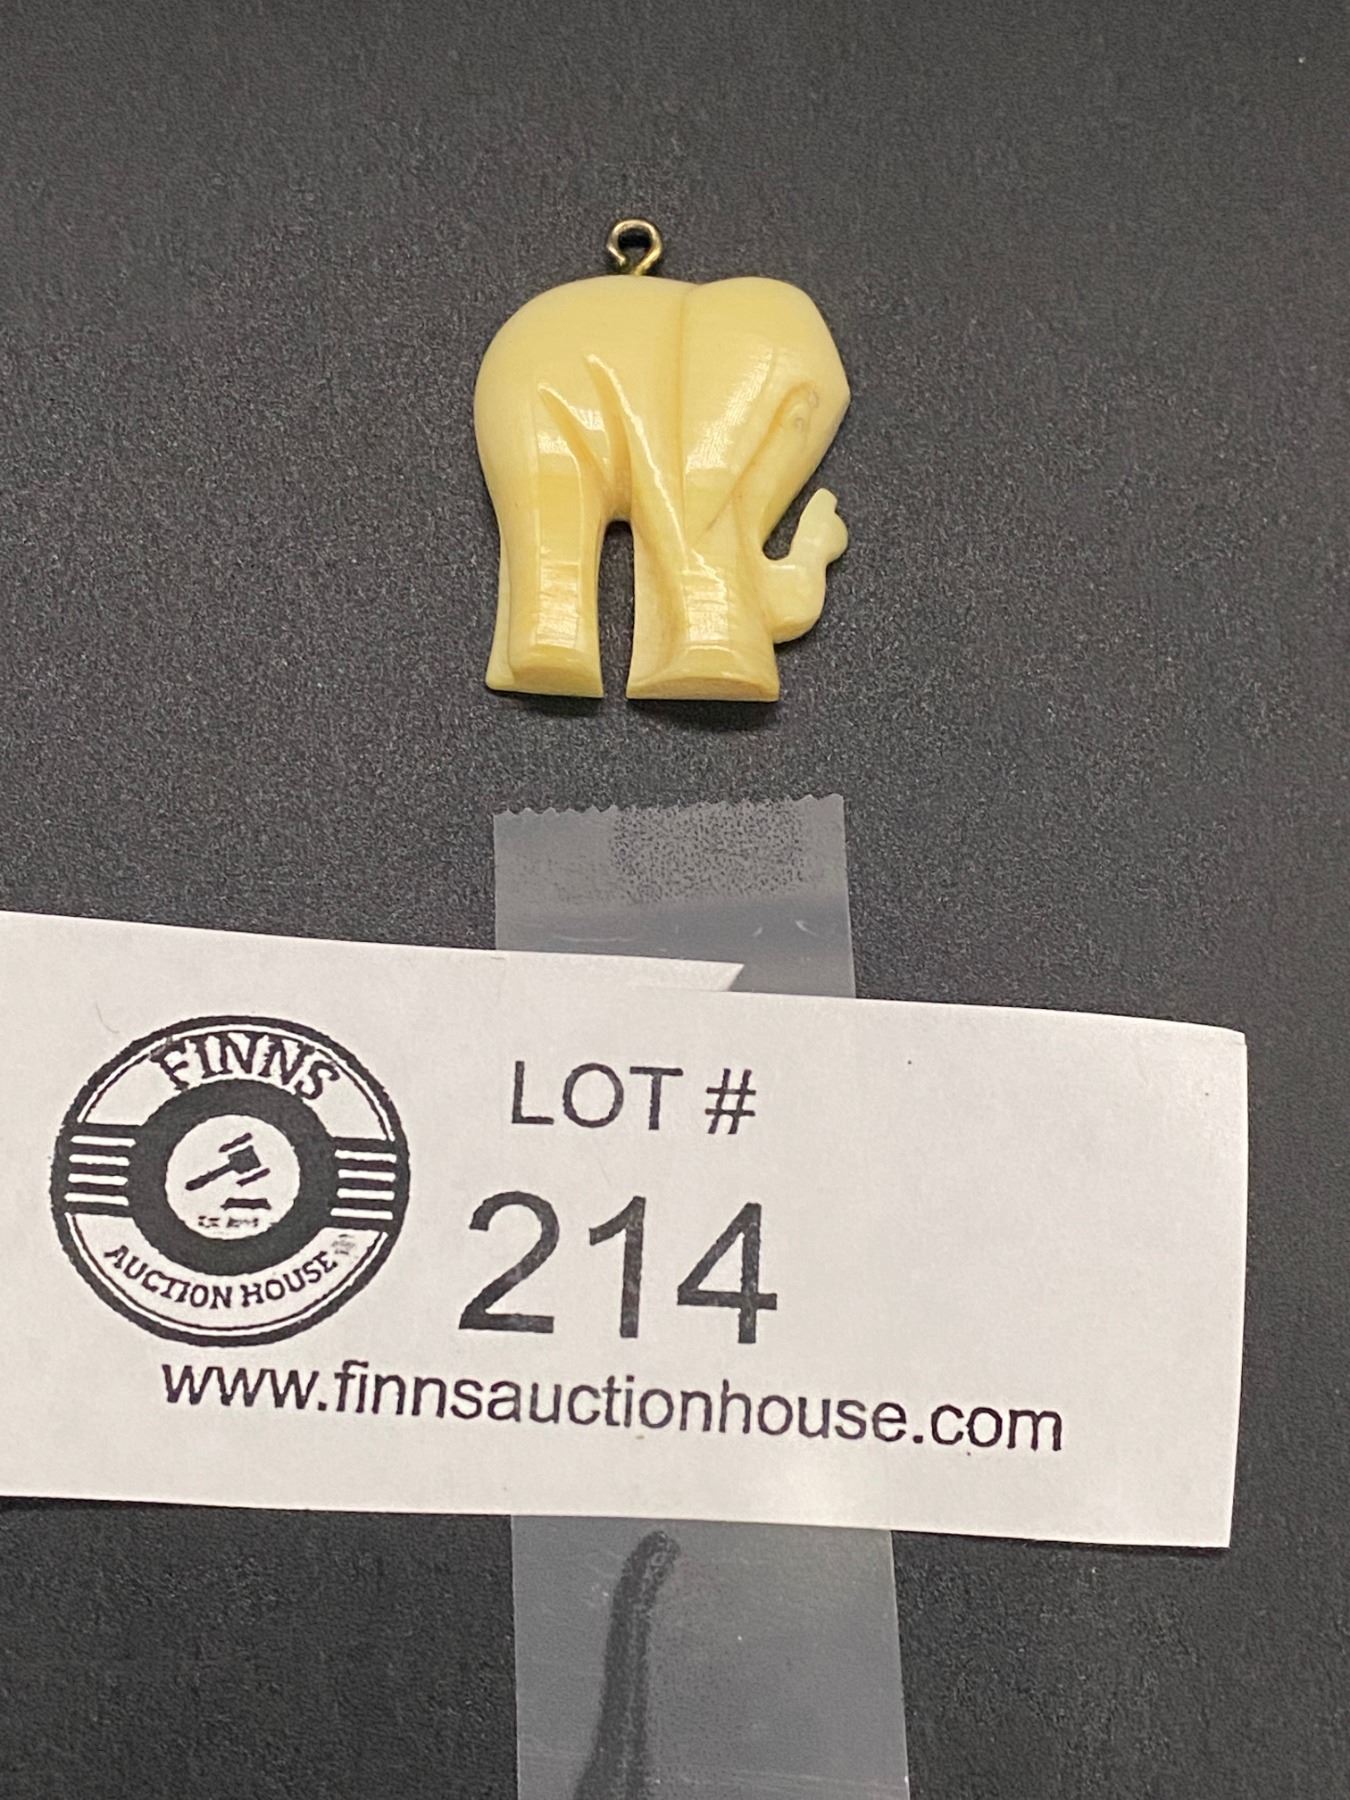 FINNS
AUCTION HOUSE
LOT #
214
www.finnsauctionhouse.com